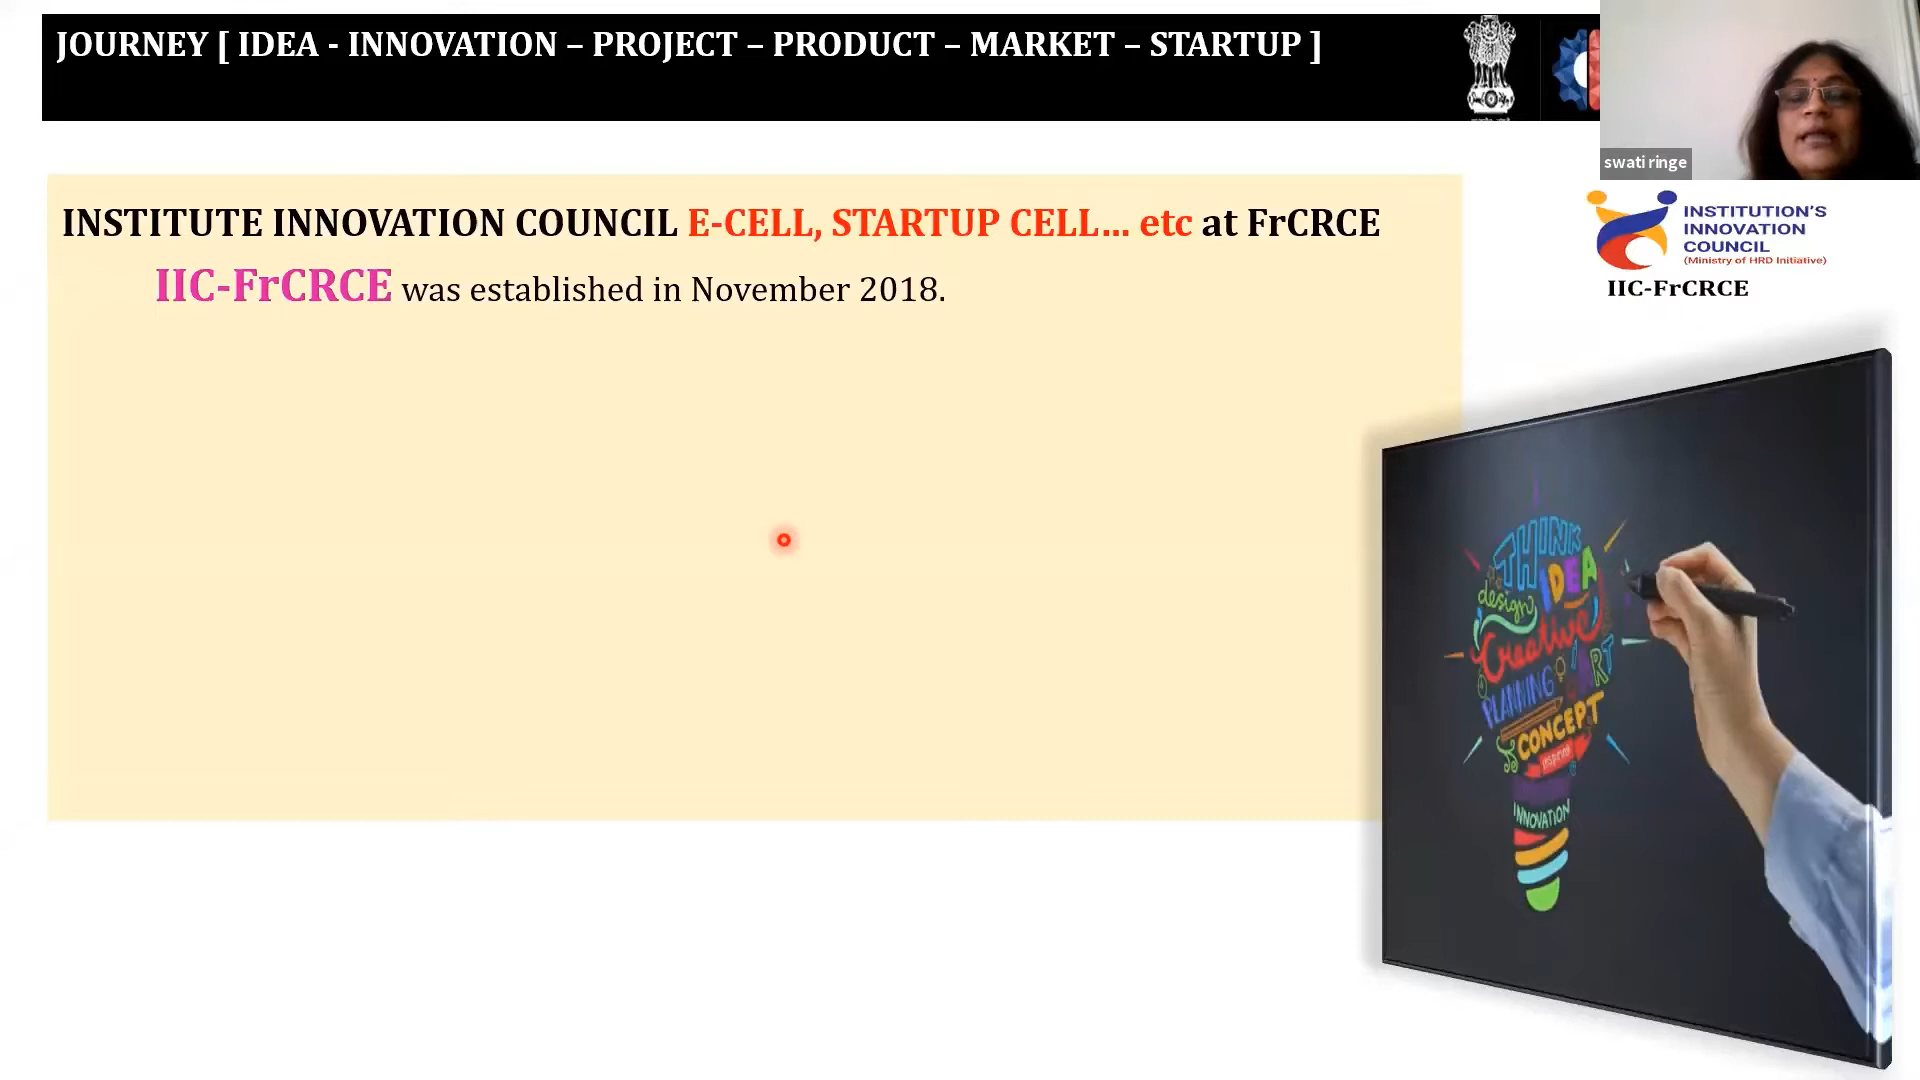 JOURNEY [ IDEA - INNOVATION – PROJECT – PRODUCT – MARKET – STARTUP ]
swati ringe
INSTITUTE INNOVATION COUNCIL E-CELL, STARTUP CELL... etc at FrCRCE
IIC-FrCRCE was established in November 2018.
INSTITUTION'S
INNOVATION
COUNCIL
(Ministry of HRD Initiative)
IIC-FrCRCE
THINK
IDEA
design
Creative
ART
PLANNING
CONCEPT
inspiring
INNOVATION